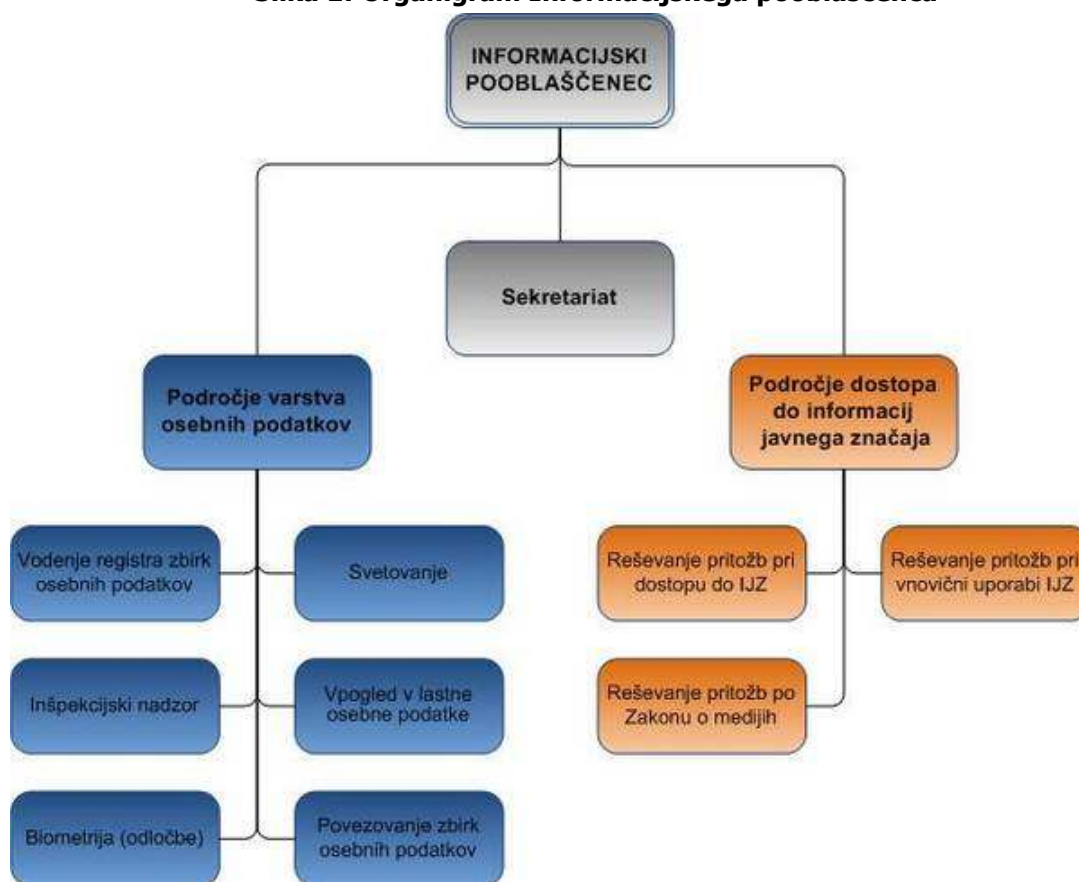 INFORMACIJSKI
POOBLAŠČENEC
Sekretariat
Področje varstva
osebnih podatkov
Področje dostopa
do informacij
javnega značaja
Vodenje registra zbirk
osebnih podatkov
Svetovanje
Reševanje pritožb pri
dostopu do IJZ
Reševanje pritožb pri
vnovični uporabi IJZ
Inšpekcijski nadzor
Vpogled v lastne
osebne podatke
Reševanje pritožb po
Zakonu o medijih
Biometrija (odločbe)
Povezovanje zbirk
osebnih podatkov